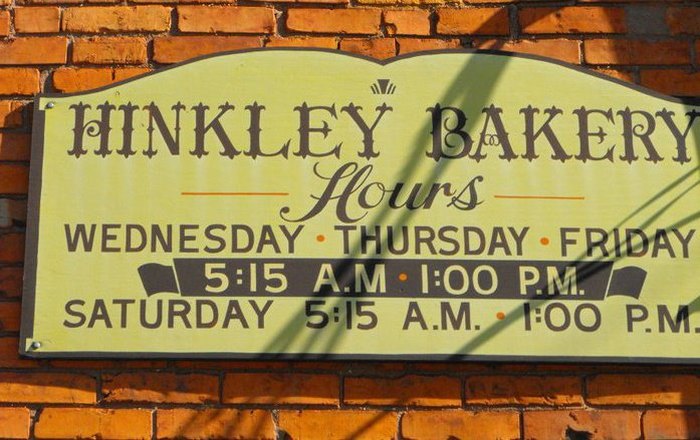 HINKLEY BAKERY
Hours
WEDNESDAY • THURSDAY • FRIDAY
5:15 A.M • 1:00 P.M.
SATURDAY 5:15 A.M. • 1:00 P.M.